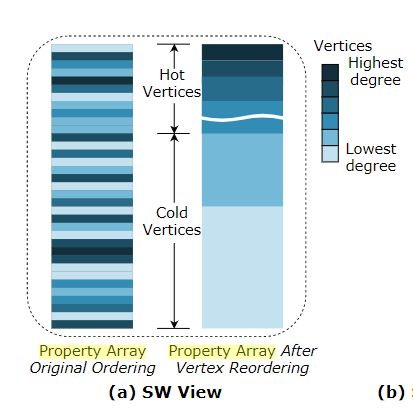 Vertices
Highest
degree
Lowest
degree
Hot
Vertices
Cold
Vertices
Property Array
Original Ordering
Property Array After
Vertex Reordering
(a) SW View
(b)